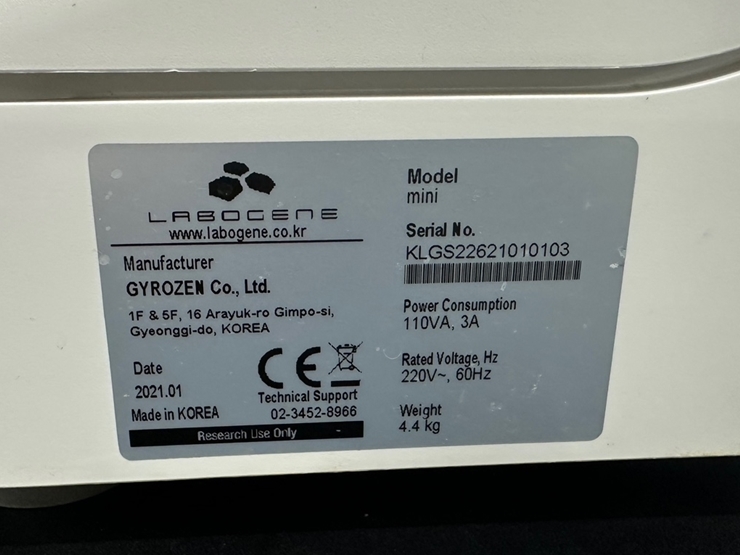 LABOGENE
www.labogene.co.kr
Manufacturer
GYROZEN Co., Ltd.
1F & 5F, 16 Arayuk-ro Gimpo-si,
Gyeonggi-do, KOREA
Date
2021.01
Made in KOREA
CE
Technical Support
02-3452-8966
Research Use Only
Model
mini
Serial No.
KLGS22621010103
Power Consumption
110VA, 3A
Rated Voltage, Hz
220V~, 60Hz
Weight
4.4 kg